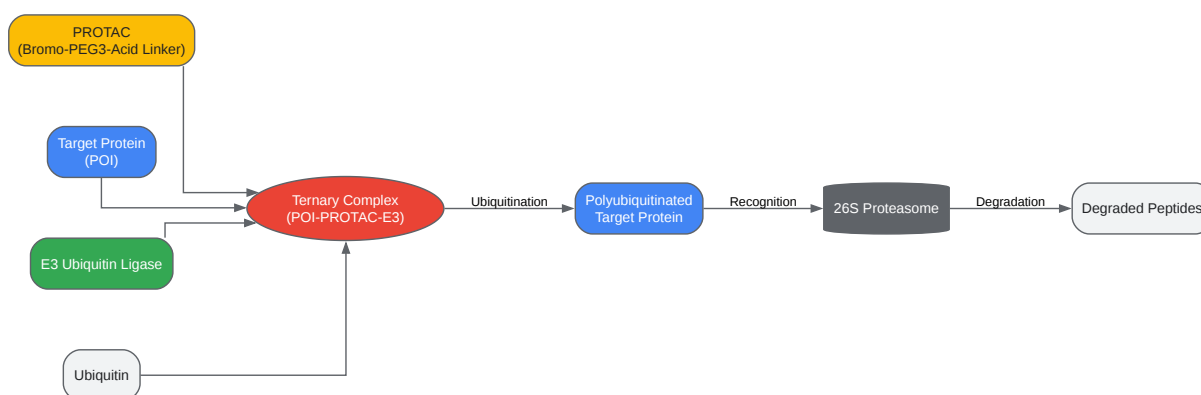 PROTAC
(Bromo-PEG3-Acid Linker)
Target Protein
(POI)
E3 Ubiquitin Ligase
Ubiquitin
Ternary Complex
(POI-PROTAC-E3)
Ubiquitination
Polyubiquitinated
Target Protein
Recognition
26S Proteasome
Degradation
Degraded Peptides